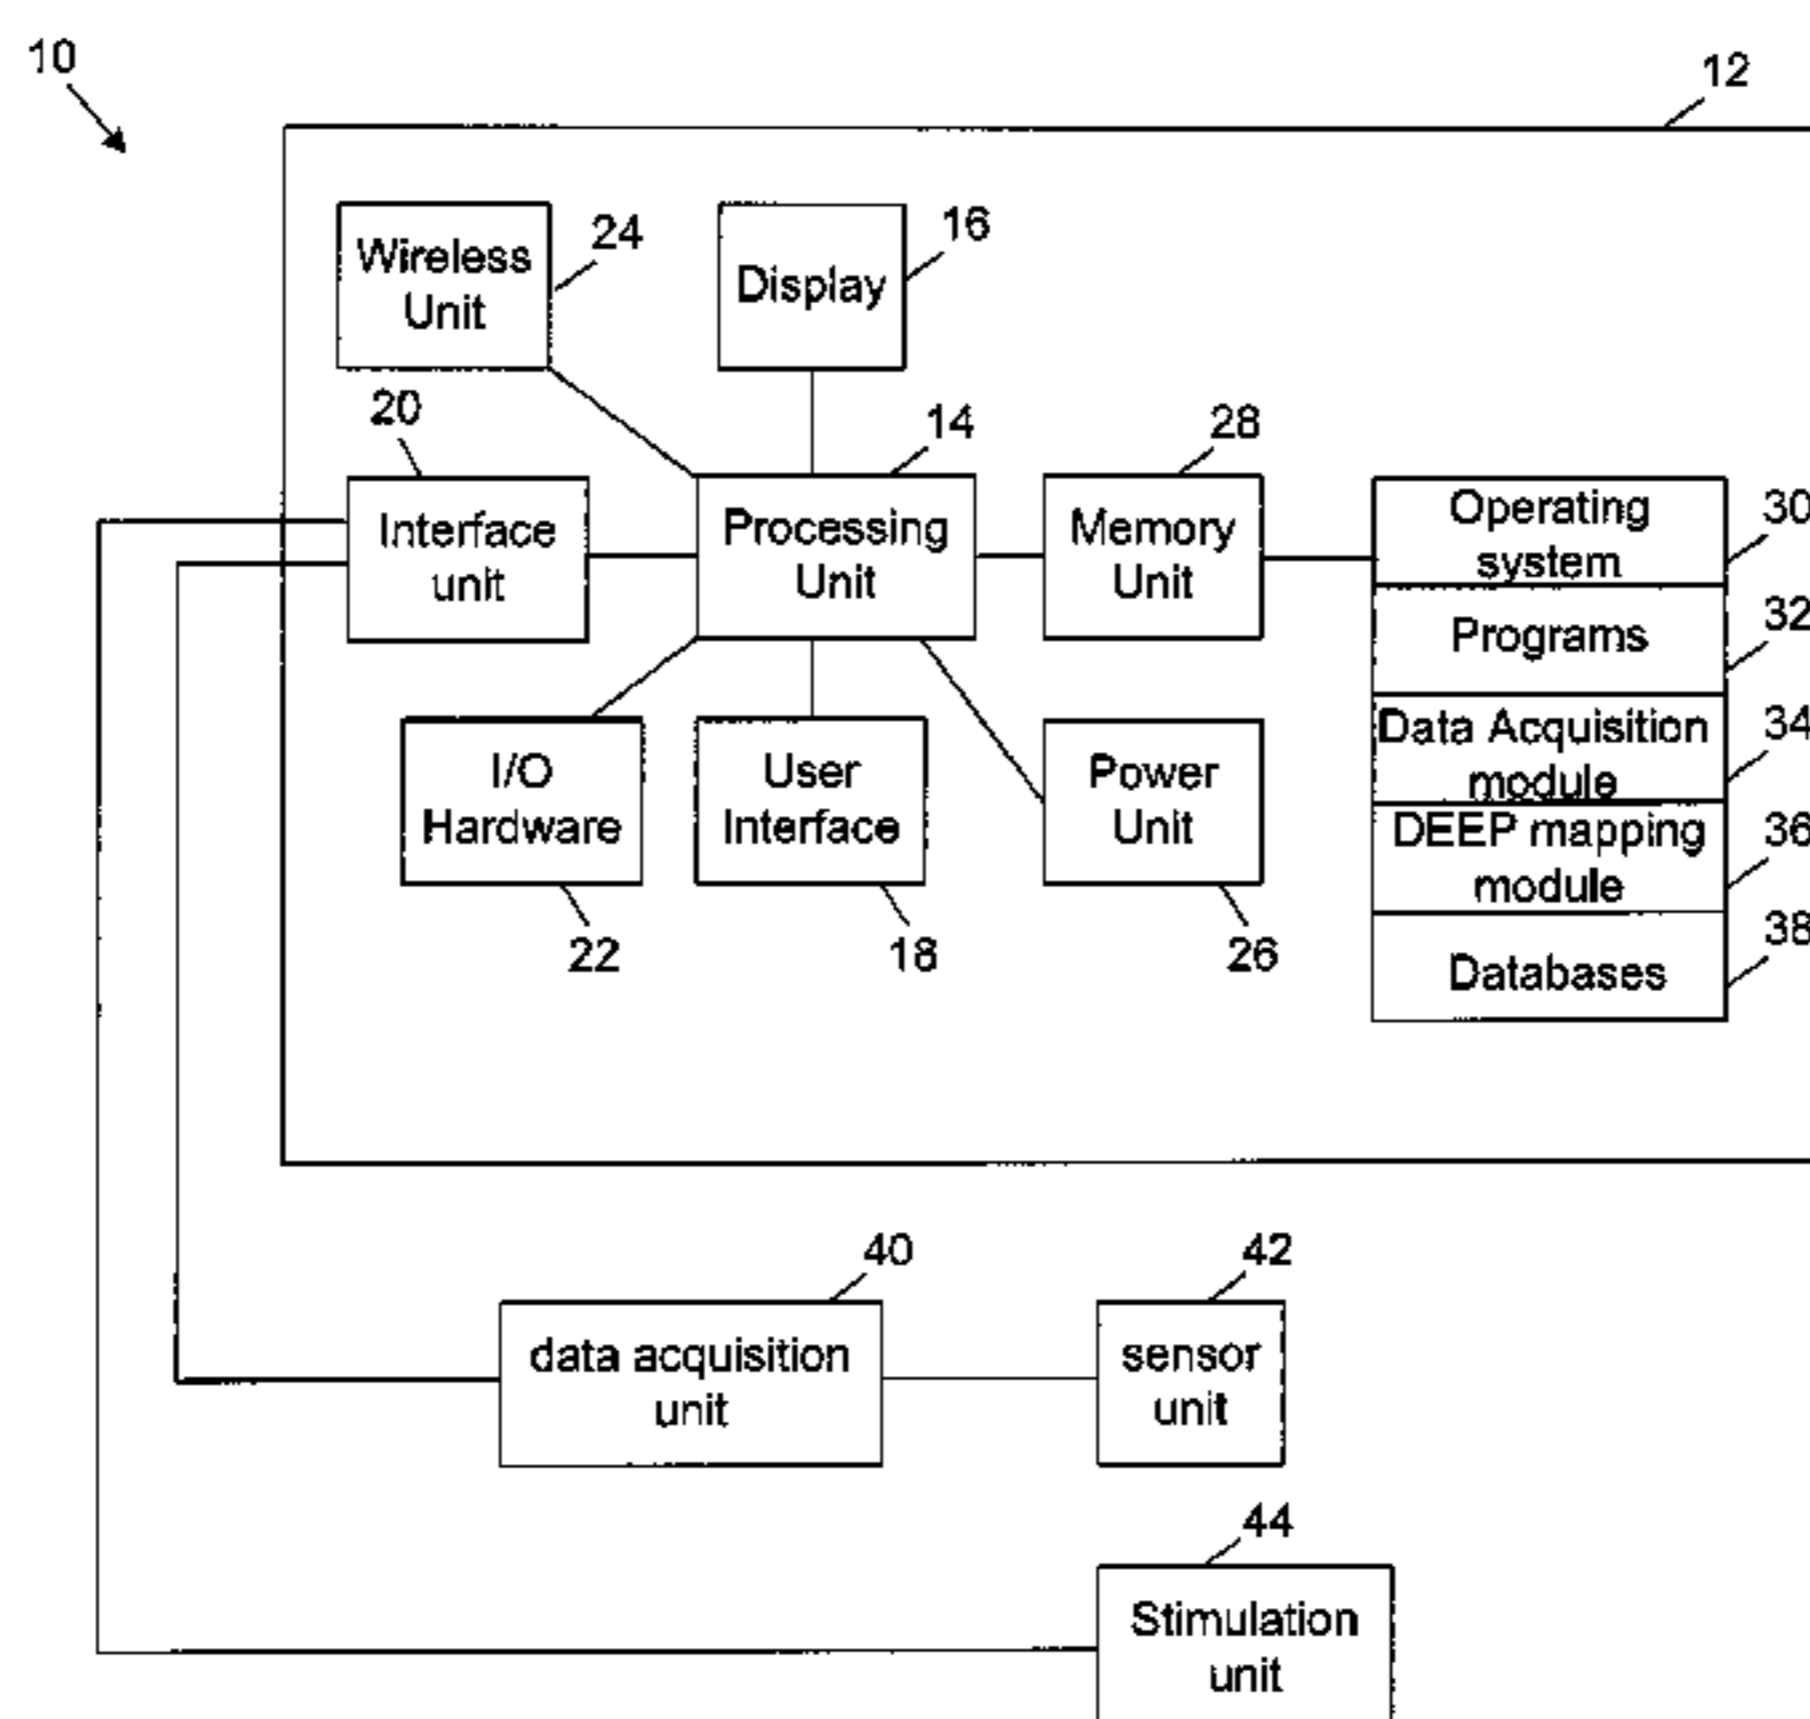 10
12
Wireless
Unit
24
Display
16
20
14
28
Interface
unit
Processing
Unit
Memory
Unit
Operating
system
30
Programs
32
Data Acquisition
module
34
DEEP mapping
module
36
Databases
38
I/O
Hardware
22
User
Interface
18
Power
Unit
26
40
data acquisition
unit
42
sensor
unit
44
Stimulation
unit